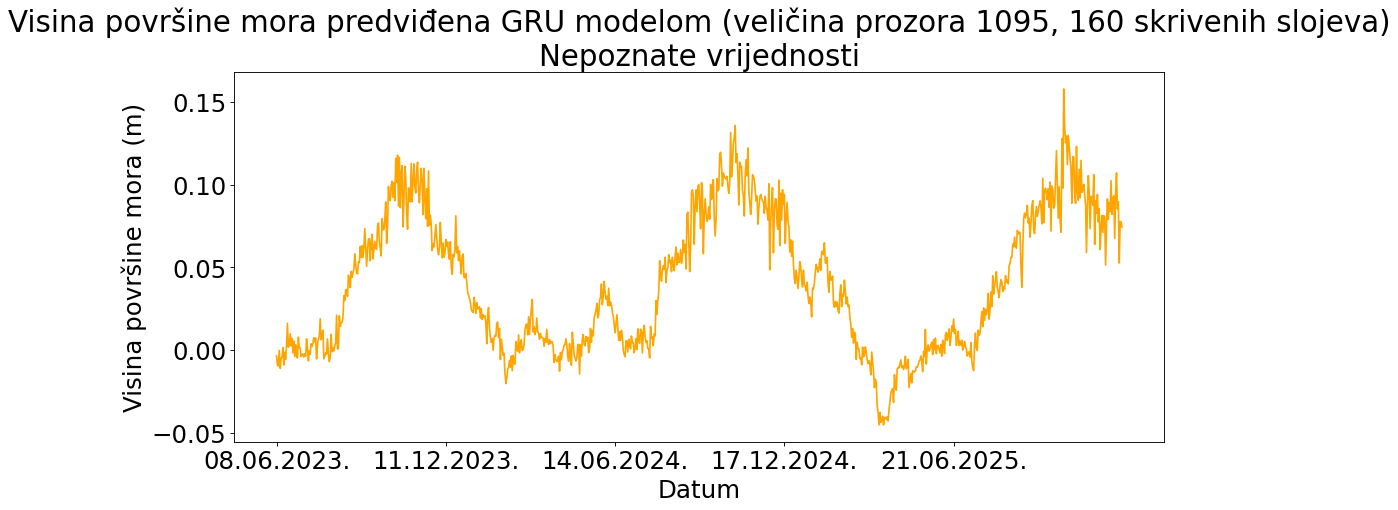 Visina površine mora predviđena GRU modelom (veličina prozora 1095, 160 skrivenih slojeva)
Nepoznate vrijednosti
Visina površine mora (m)
0.15
0.10
0.05
0.00
−0.05
08.06.2023. 11.12.2023. 14.06.2024. 17.12.2024. 21.06.2025.
Datum